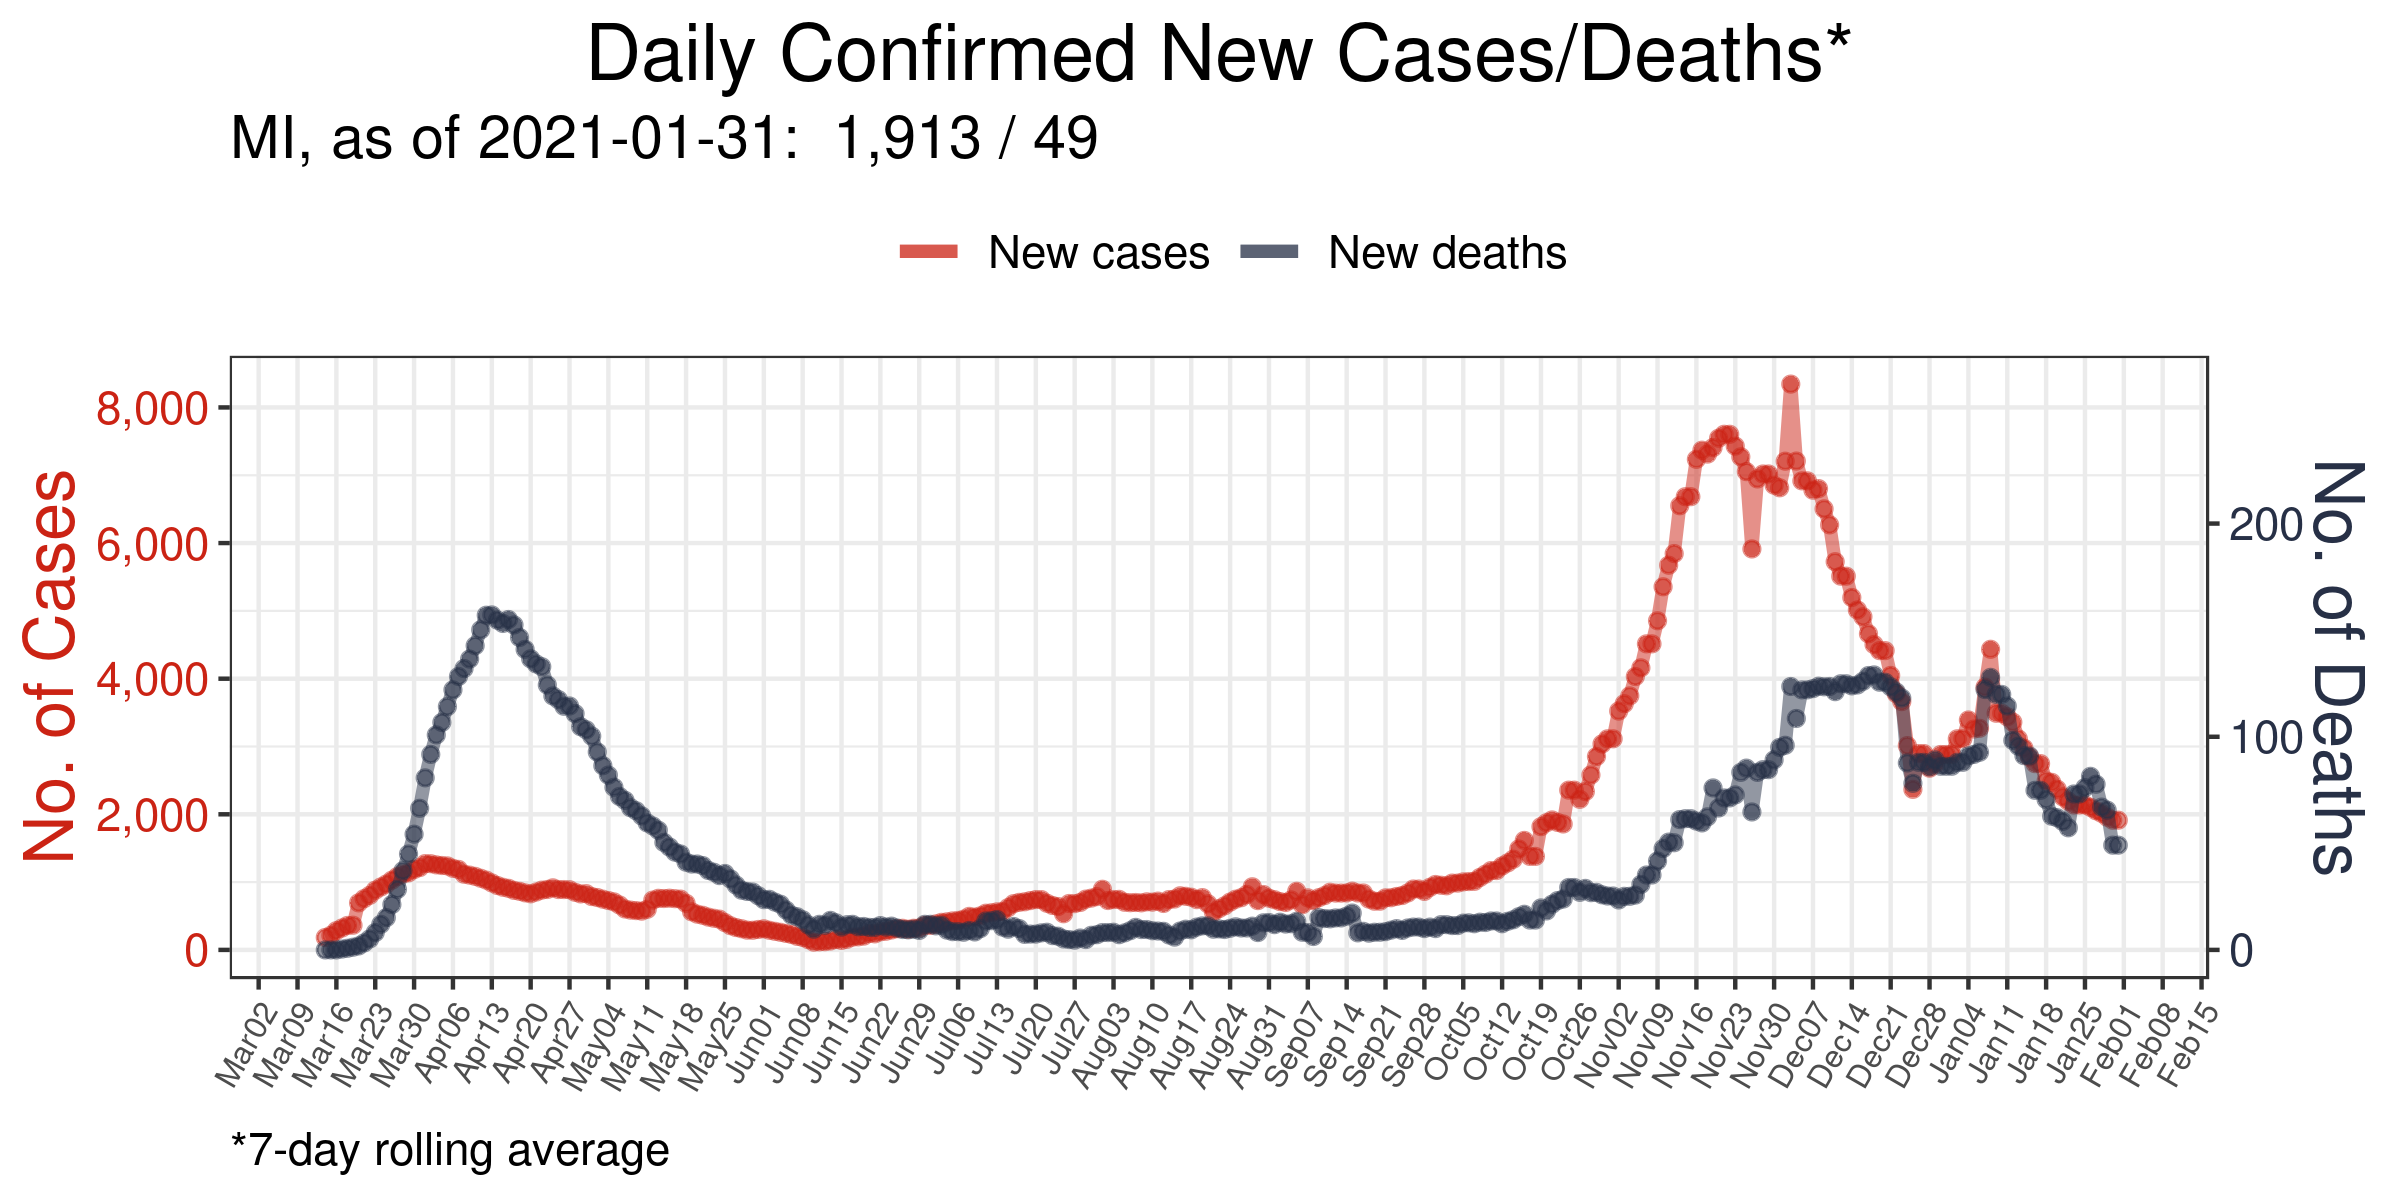 Daily Confirmed New Cases/Deaths*
MI, as of 2021-01-31:  1,913 / 49
New cases
New deaths
No. of Cases
8,000
6,000
4,000
2,000
0
200
100
0
No. of Deaths
Mar02
Mar09
Mar16
Mar23
Mar30
Apr06
Apr13
Apr20
Apr27
May04
May11
May18
May25
Jun01
Jun08
Jun15
Jun22
Jun29
Jul06
Jul13
Jul20
Jul27
Aug03
Aug10
Aug17
Aug24
Aug31
Sep07
Sep14
Sep21
Sep28
Oct05
Oct12
Oct19
Oct26
Nov02
Nov09
Nov16
Nov23
Nov30
Dec07
Dec14
Dec21
Dec28
Jan04
Jan11
Jan18
Jan25
Feb01
Feb08
Feb15
*7-day rolling average